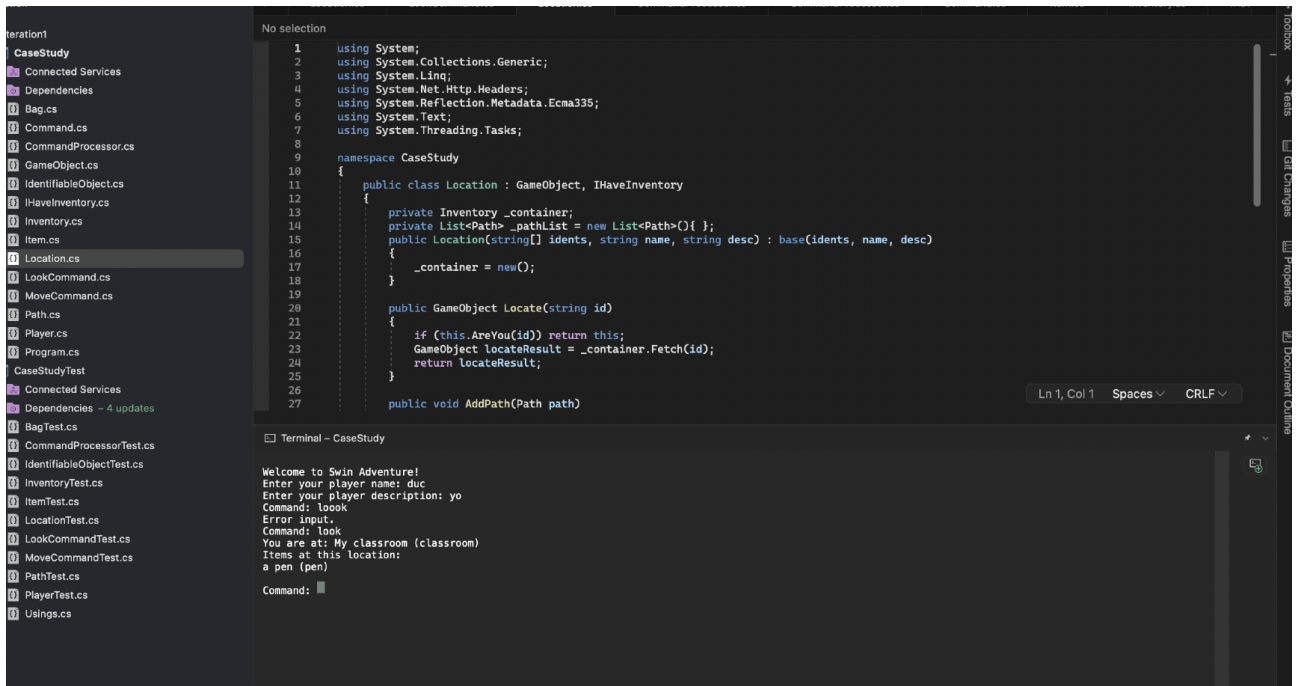 teration1
CaseStudy
Connected Services
Dependencies
Bag.cs
Command.cs
CommandProcessor.cs
GameObject.cs
IdentifiableObject.cs
IHaveInventory.cs
Inventory.cs
Item.cs
Location.cs
LookCommand.cs
MoveCommand.cs
Path.cs
Player.cs
Program.cs
CaseStudyTest
Connected Services
Dependencies – 4 updates
BagTest.cs
CommandProcessorTest.cs
IdentifiableObjectTest.cs
InventoryTest.cs
ItemTest.cs
LocationTest.cs
LookCommandTest.cs
MoveCommandTest.cs
PathTest.cs
PlayerTest.cs
Usings.cs
No selection
1 using System;
2 using System.Collections.Generic;
3 using System.Linq;
4 using System.Net.Http.Headers;
5 using System.Reflection.Metadata.Ecma335;
6 using System.Text;
7 using System.Threading.Tasks;
8
9 namespace CaseStudy
10 {
11 public class Location : GameObject, IHaveInventory
12 {
13 private Inventory _container;
14 private List<Path> _pathList = new List<Path>(){ };
15 public Location(string[] idents, string name, string desc) : base(idents, name, desc)
16 {
17 _container = new();
18 }
19
20 public GameObject Locate(string id)
21 {
22 if (this.AreYou(id)) return this;
23 GameObject locateResult = _container.Fetch(id);
24 return locateResult;
25 }
26
27 public void AddPath(Path path)
Ln 1, Col 1 Spaces CRLF
Terminal – CaseStudy
Welcome to Swin Adventure!
Enter your player name: duc
Enter your player description: yo
Command: loook
Error input.
Command: look
You are at: My classroom (classroom)
Items at this location:
a pen (pen)
Command:
Toolbox
Tests
Git Changes
Properties
Document Outline